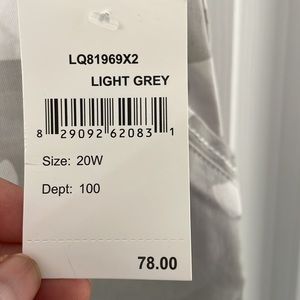 LQ81969X2
LIGHT GREY
8 29092 62083 1
Size: 20W
Dept: 100
78.00